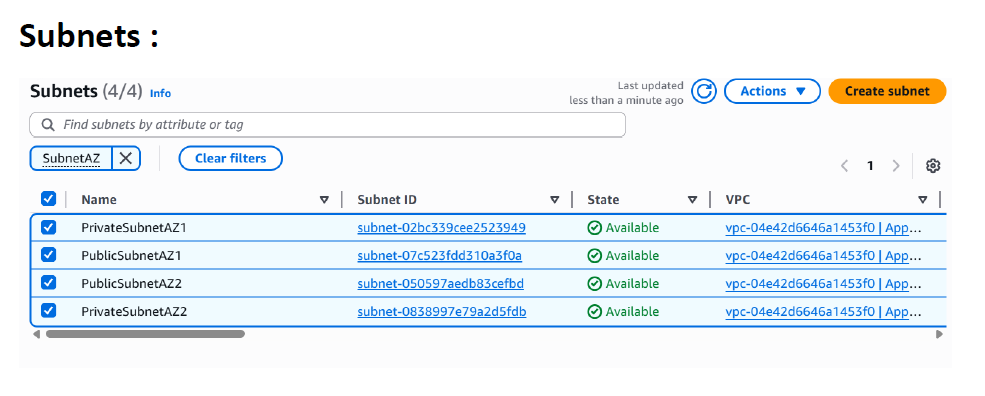 Subnets :
Subnets (4/4) Info
Last updated
less than a minute ago
Actions
Create subnet
Find subnets by attribute or tag
SubnetAZ
Clear filters
1
Name Subnet ID State VPC
PrivateSubnetAZ1 subnet-02bc339cee2523949 Available vpc-04e42d6646a1453f0 | App...
PublicSubnetAZ1 subnet-07c523fdd310a3f0a Available vpc-04e42d6646a1453f0 | App...
PublicSubnetAZ2 subnet-050597aedb83cefbd Available vpc-04e42d6646a1453f0 | App...
PrivateSubnetAZ2 subnet-0838997e79a2d5fdb Available vpc-04e42d6646a1453f0 | App...